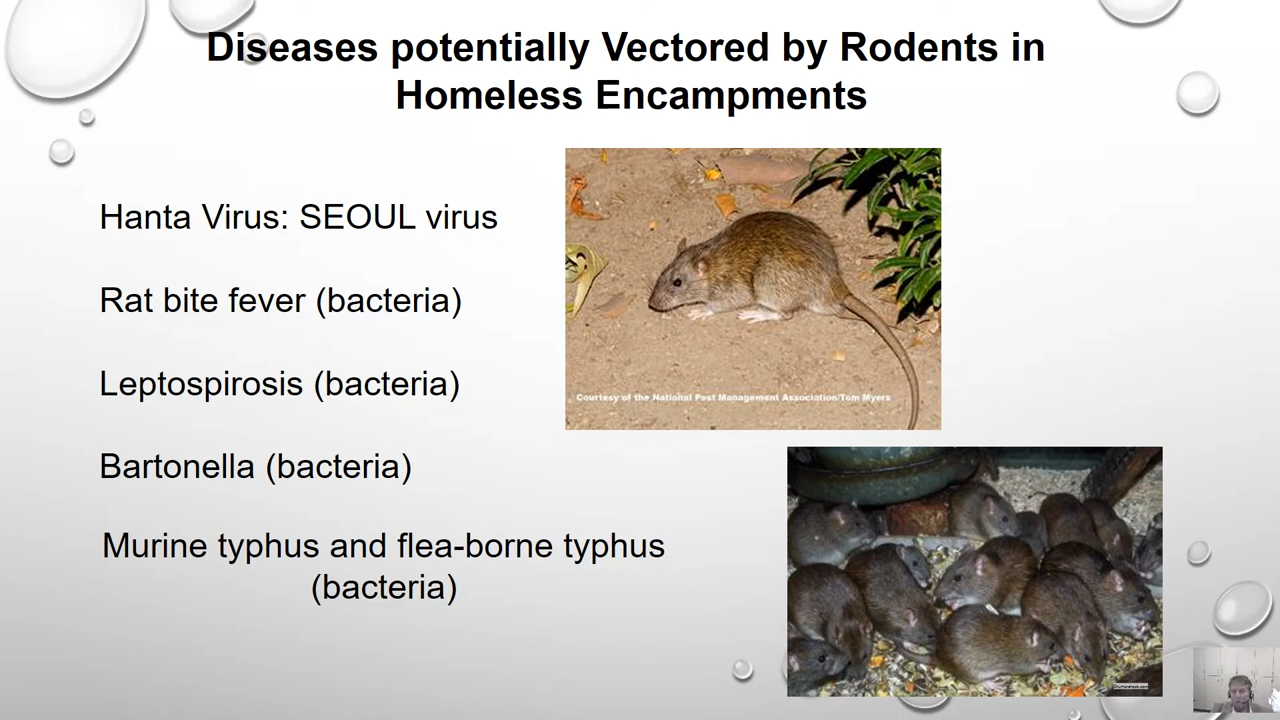 Diseases potentially Vectored by Rodents in
Homeless Encampments
Hanta Virus: SEOUL virus
Rat bite fever (bacteria)
Leptospirosis (bacteria)
Bartonella (bacteria)
Murine typhus and flea-borne typhus
(bacteria)
Courtesy of the National Pest Management Association/Tom Myers